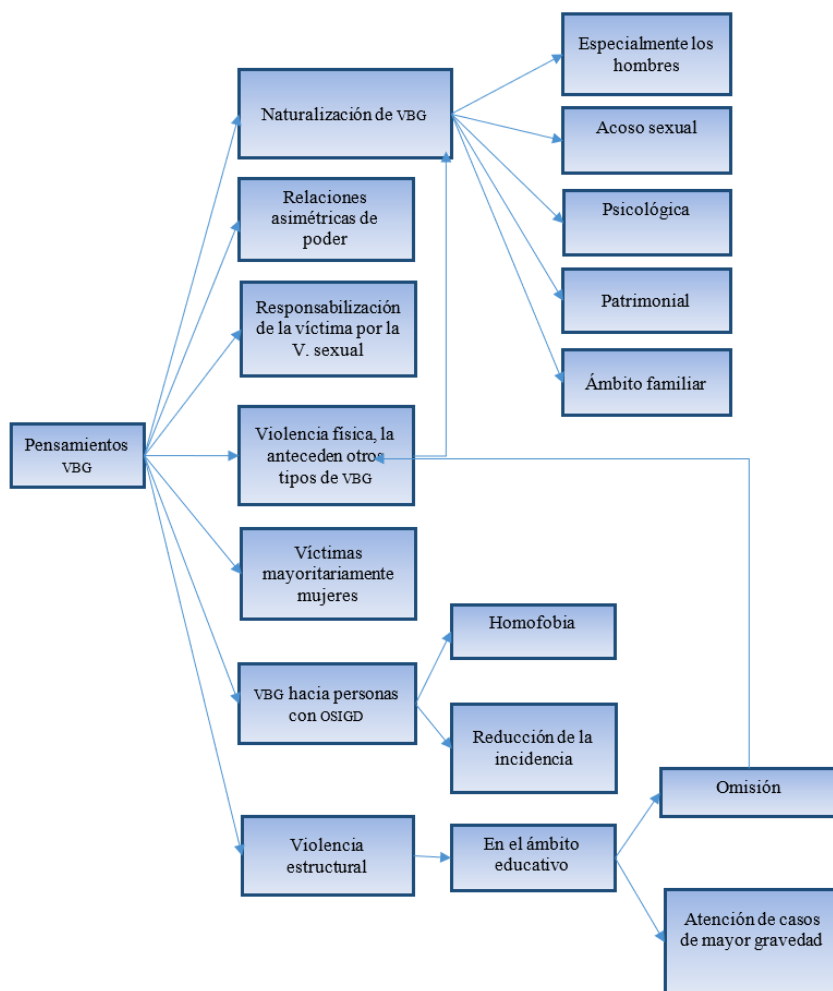 Pensamientos
VBG
Naturalización de VBG
Relaciones
asimétricas de
poder
Responsabilización
de la víctima por la
V. sexual
Violencia física, la
anteceden otros
tipos de VBG
Víctimas
mayoritariamente
mujeres
VBG hacia personas
con OSIGD
Violencia
estructural
Especialmente los
hombres
Acoso sexual
Psicológica
Patrimonial
Ámbito familiar
Homofobia
Reducción de la
incidencia
En el ámbito
educativo
Omisión
Atención de casos
de mayor gravedad